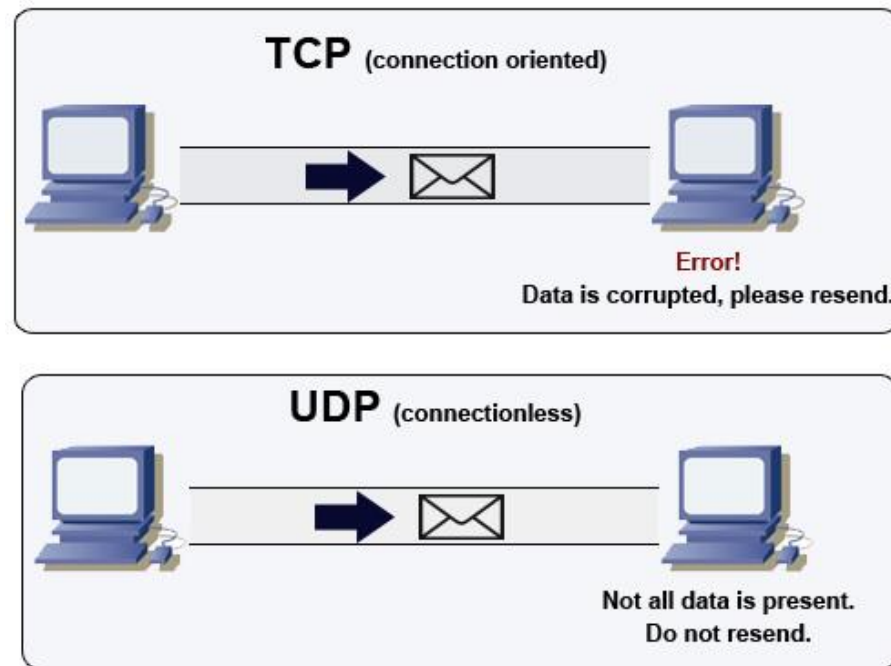 TCP (connection oriented)
Error!
Data is corrupted, please resend.
UDP (connectionless)
Not all data is present.
Do not resend.